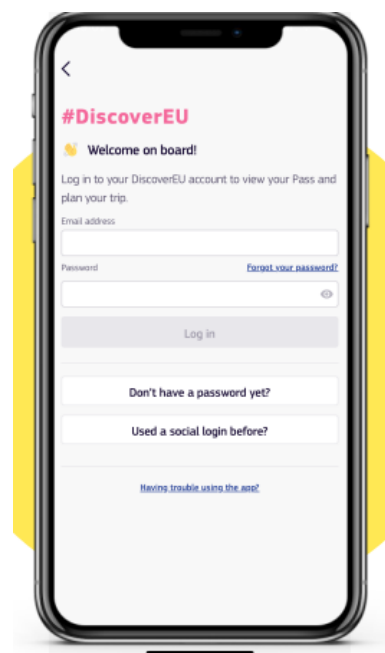 #DiscoverEU
Welcome on board!
Log in to your DiscoverEU account to view your Pass and
plan your trip.
Email address
Password
Forgot your password?
Log in
Don't have a password yet?
Used a social login before?
Having trouble using the app?